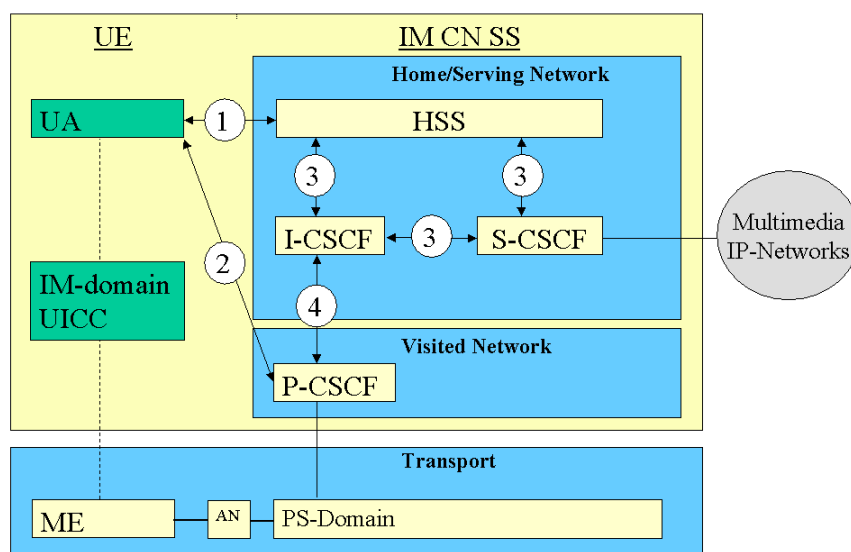 UE
IM CN SS
Home/Serving Network
UA
1
HSS
3
3
I-CSCF
3
S-CSCF
Multimedia
IP-Networks
2
IM-domain
UICC
4
Visited Network
P-CSCF
Transport
ME
AN
PS-Domain